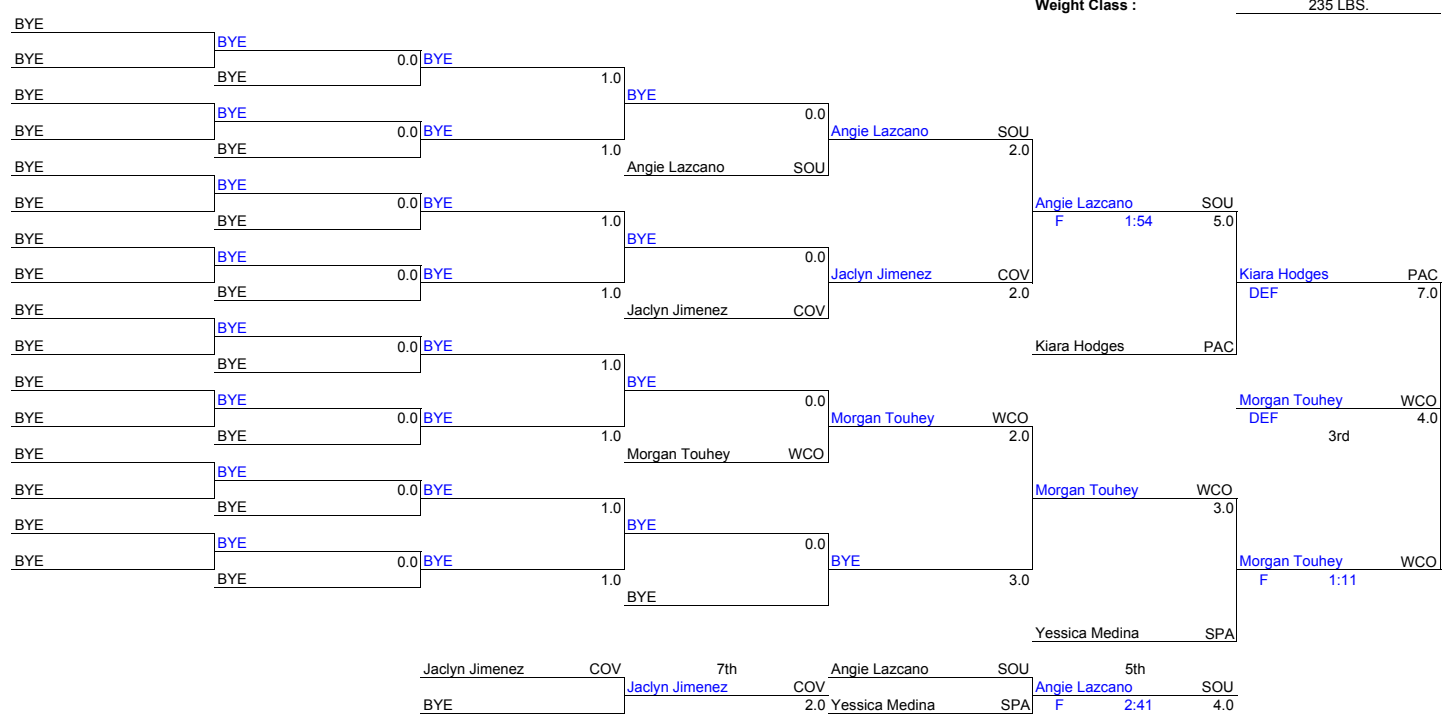 Weight Class : 235 LBS.
BYE
BYE
BYE 0.0 BYE
BYE
BYE 1.0
BYE
BYE
BYE 0.0
BYE 0.0 BYE Angie Lazcano SOU
BYE 1.0 2.0
BYE Angie Lazcano SOU
BYE
BYE 0.0 BYE Angie Lazcano SOU
BYE 1.0 F 1:54 5.0
BYE BYE
BYE 0.0
BYE 0.0 BYE Jaclyn Jimenez COV Kiara Hodges PAC
BYE 1.0 2.0 DEF 7.0
BYE Jaclyn Jimenez COV
BYE
BYE 0.0 BYE Kiara Hodges PAC
BYE 1.0
BYE BYE
BYE 0.0 Morgan Touhey WCO
BYE 0.0 BYE Morgan Touhey WCO DEF 4.0
BYE 1.0 2.0 3rd
BYE Morgan Touhey WCO
BYE
BYE 0.0 BYE Morgan Touhey WCO
BYE 1.0 3.0
BYE BYE
BYE 0.0
BYE 0.0 BYE BYE Morgan Touhey WCO
BYE 1.0 3.0 F 1:11
BYE
Yessica Medina SPA
Jaclyn Jimenez COV 7th Angie Lazcano SOU 5th
Jaclyn Jimenez COV Angie Lazcano SOU
BYE 2.0 Yessica Medina SPA F 2:41 4.0